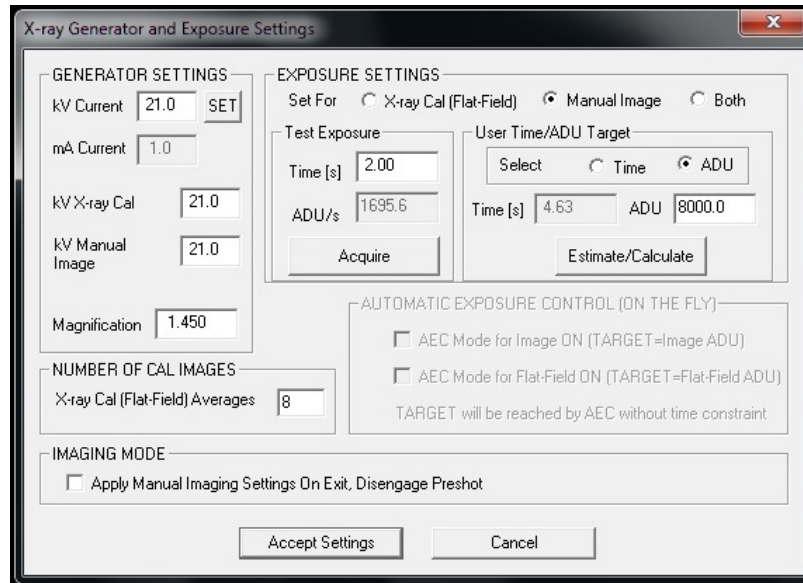 X-ray Generator and Exposure Settings
GENERATOR SETTINGS
kV Current 21.0 SET
mA Current 1.0
kV X-ray Cal 21.0
kV Manual Image 21.0
Magnification 1.450
NUMBER OF CAL IMAGES
X-ray Cal (Flat-Field) Averages 8
EXPOSURE SETTINGS
Set For X-ray Cal (Flat-Field) Manual Image Both
Test Exposure
Time [s] 2.00
ADU/s 1695.6
Acquire
User Time/ADU Target
Select Time ADU
Time [s] 4.63 ADU 8000.0
Estimate/Calculate
AUTOMATIC EXPOSURE CONTROL (ON THE FLY)
AEC Mode for Image ON (TARGET=Image ADU)
AEC Mode for Flat-Field ON (TARGET=Flat-Field ADU)
TARGET will be reached by AEC without time constraint
IMAGING MODE
Apply Manual Imaging Settings On Exit, Disengage Preshot
Accept Settings Cancel